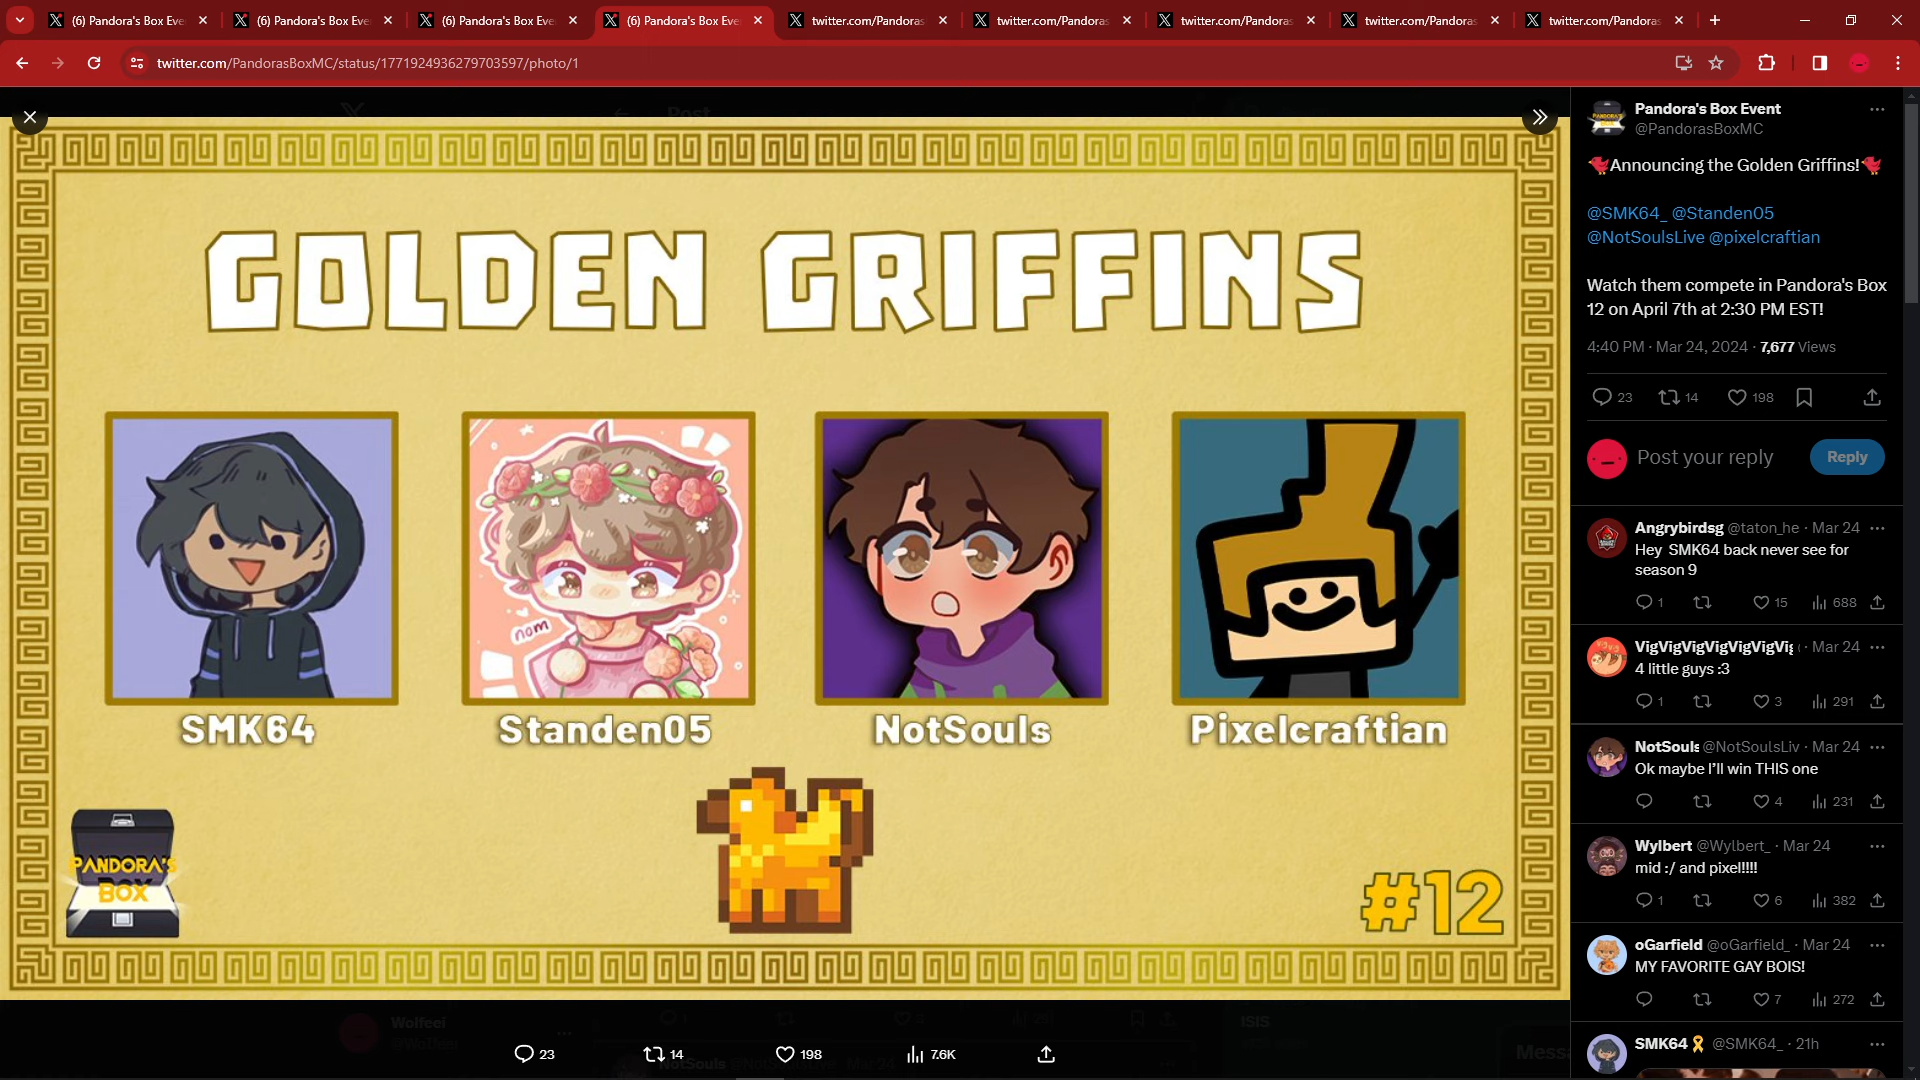 (6) Pandora's Box Eve
(6) Pandora's Box Eve
(6) Pandora's Box Eve
(6) Pandora's Box Eve
twitter.com/Pandoras
twitter.com/Pandoras
twitter.com/Pandoras
twitter.com/Pandoras
twitter.com/Pandoras
twitter.com/PandorasBoxMC/status/1771924936279703597/photo/1
Post
GOLDEN GRIFFINS
nom
SMK64
Standen05
NotSouls
Pixelcraftian
PANDORA'S
BOX
#12
23
14
198
7.6K
Pandora's Box Event
@PandorasBoxMC
Announcing the Golden Griffins!
@SMK64_ @Standen05
@NotSoulsLive @pixelcraftian
Watch them compete in Pandora's Box
12 on April 7th at 2:30 PM EST!
4:40 PM · Mar 24, 2024 · 7,677 Views
23
14
198
Post your reply
Reply
Angrybirdsg @taton_he · Mar 24
Hey SMK64 back never see for
season 9
1
15
688
VigVigVigVigVigVigVig · Mar 24
4 little guys :3
1
3
291
NotSouls @NotSoulsLiv · Mar 24
Ok maybe I'll win THIS one
4
231
Wylbert @Wylbert_ · Mar 24
mid :/ and pixel!!!!
1
6
382
oGarfield @oGarfield_ · Mar 24
MY FAVORITE GAY BOIS!
7
272
SMK64 @SMK64_ · 21h